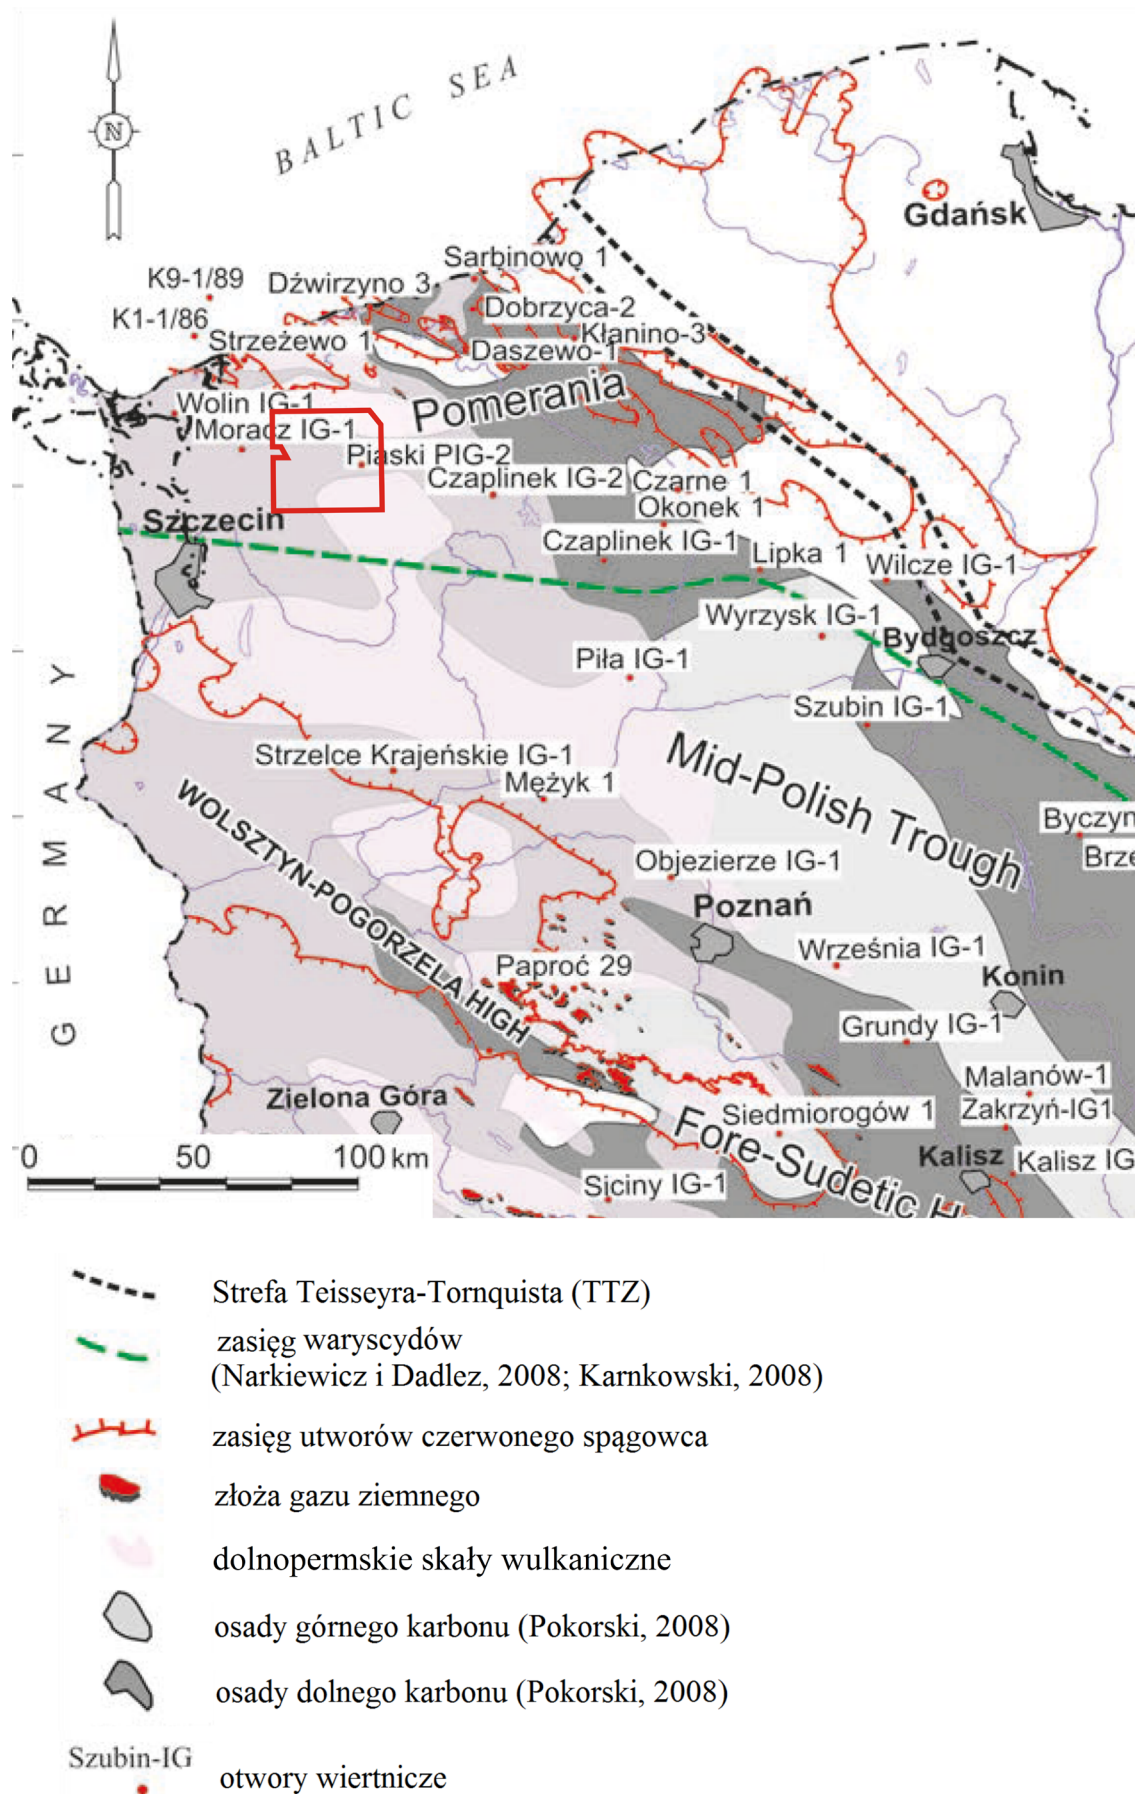 N
BALTIC SEA
Gdańsk
K9-1/89
Sarbinowo 1
Dźwirzyno 3
K1-1/86
Dobrzyca-2
Strzeżewo 1
Kłanino-3
Daszewo-1
Pomerania
Wolin IG-1
Moracz IG-1
Piaski PIG-2
Czaplinek IG-2
Czarne 1
Okonek 1
Szczecin
Czaplinek IG-1
Lipka 1
Wilcze IG-1
Wyrzysk IG-1
Bydgoszcz
Piła IG-1
Szubin IG-1
GERMANY
Strzelce Krajeńskie IG-1
Mężyk 1
Mid-Polish Trough
WOLSZTYN-POGORZELA HIGH
Byczyn
Brze
Objezierze IG-1
Poznań
Września IG-1
Paproć 29
Konin
Grundy IG-1
Malanów-1
Zielona Góra
Zakrzyń-IG1
Siedmiorogów 1
Fore-Sudetic H
Kalisz
Kalisz IG
0 50 100 km
Siciny IG-1
Strefa Teisseyra-Tornquista (TTZ)
zasięg waryscydów
(Narkiewicz i Dadlez, 2008; Karnkowski, 2008)
zasięg utworów czerwonego spągowca
złoża gazu ziemnego
dolnopermskie skały wulkaniczne
osady górnego karbonu (Pokorski, 2008)
osady dolnego karbonu (Pokorski, 2008)
Szubin-IG
otwory wiertnicze